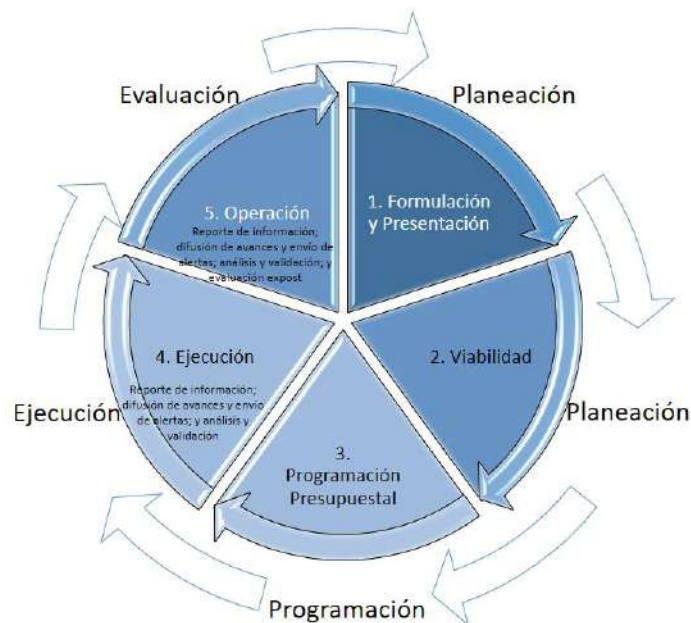 Evaluación
Planeación
1. Formulación
y Presentación
5. Operación
Reporte de información;
difusión de avances y envío de
alertas; análisis y validación; y
evaluación expost
2. Viabilidad
Planeación
3.
Programación
Presupuestal
Programación
4. Ejecución
Reporte de información;
difusión de avances y envío
de alertas; y análisis y
validación
Ejecución